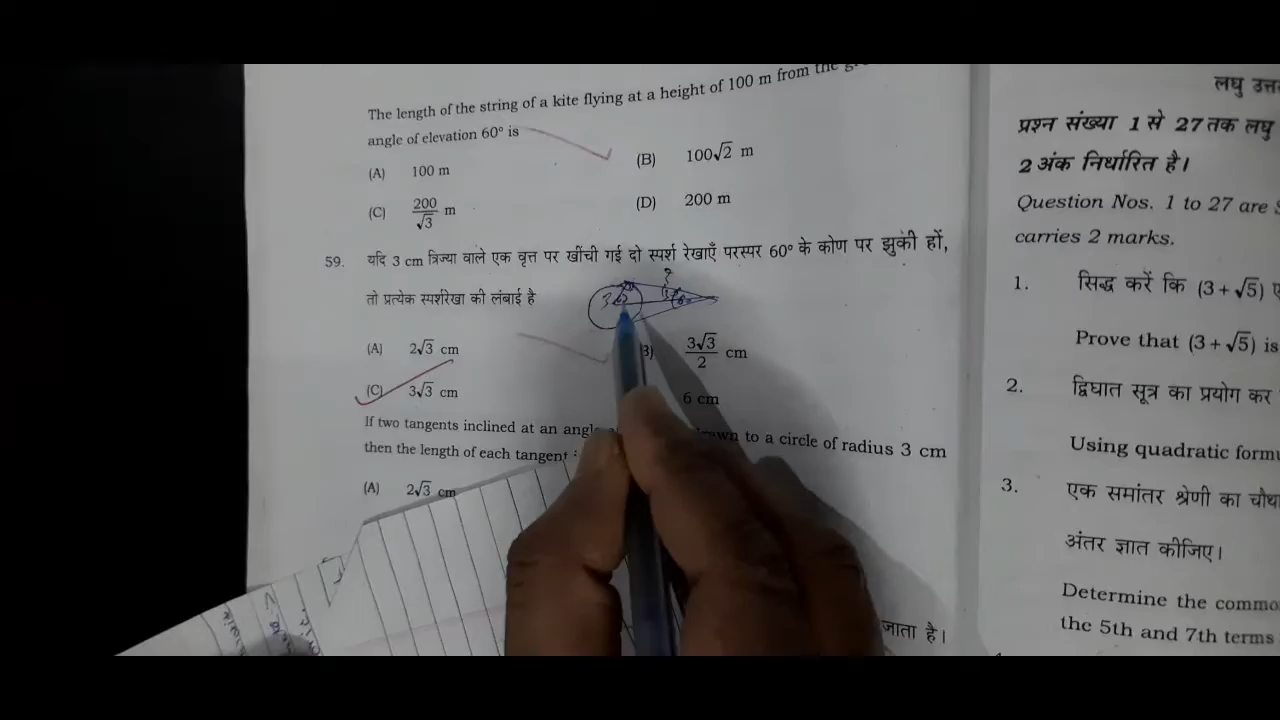 The length of the string of a kite flying at a height of 100 m from the
angle of elevation 60° is
(A) 100 m
(B) 100√2 m
(C) 200/√3 m
(D) 200 m
59. यदि 3 cm त्रिज्या वाले एक वृत्त पर खींची गई दो स्पर्श रेखाएँ परस्पर 60° के कोण पर झुकी हों,
तो प्रत्येक स्पर्शरेखा की लंबाई है
3
?
(A) 2√3 cm
3√3/2 cm
(C) 3√3 cm
6 cm
If two tangents inclined at an to a circle of radius 3 cm
then the length of each tangent
(A) 2√3 cm
जाता है।
लघु
प्रश्न संख्या 1 से 27 तक लघु
2 अंक निर्धारित है।
Question Nos. 1 to 27 are
carries 2 marks.
1. सिद्ध करें कि (3 + √5)
Prove that (3 + √5) is
2. द्विघात सूत्र का प्रयोग कर
Using quadratic
3. एक समांतर श्रेणी का
अंतर ज्ञात कीजिए।
Determine the
the 5th and 7th terms